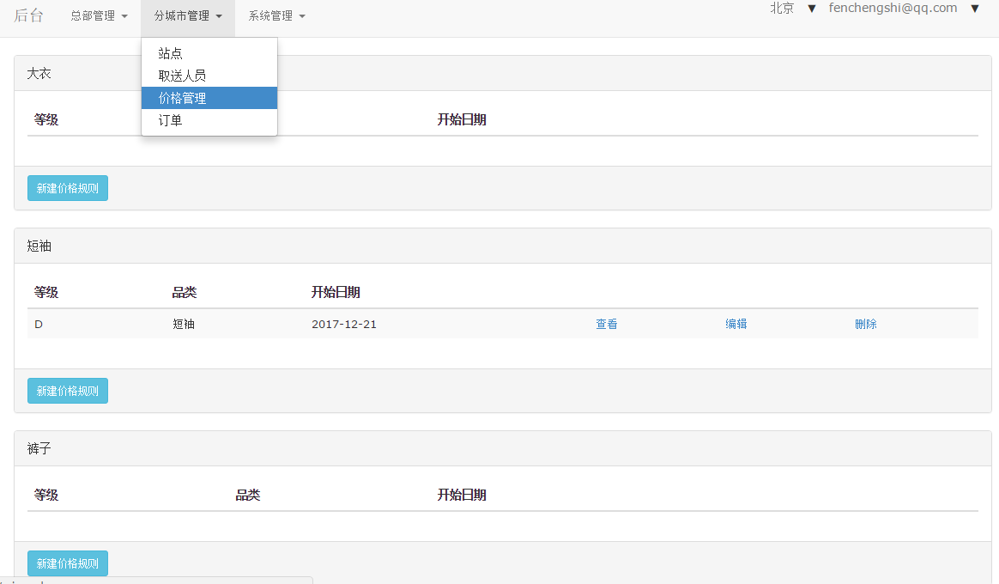 后台 总部管理 分城市管理 系统管理 北京 ▼ fenchengshi@qq.com ▼
站点
取送人员
价格管理
订单
大衣
等级 开始日期
新建价格规则
短袖
等级 品类 开始日期
D 短袖 2017-12-21 查看 编辑 删除
新建价格规则
裤子
等级 品类 开始日期
新建价格规则